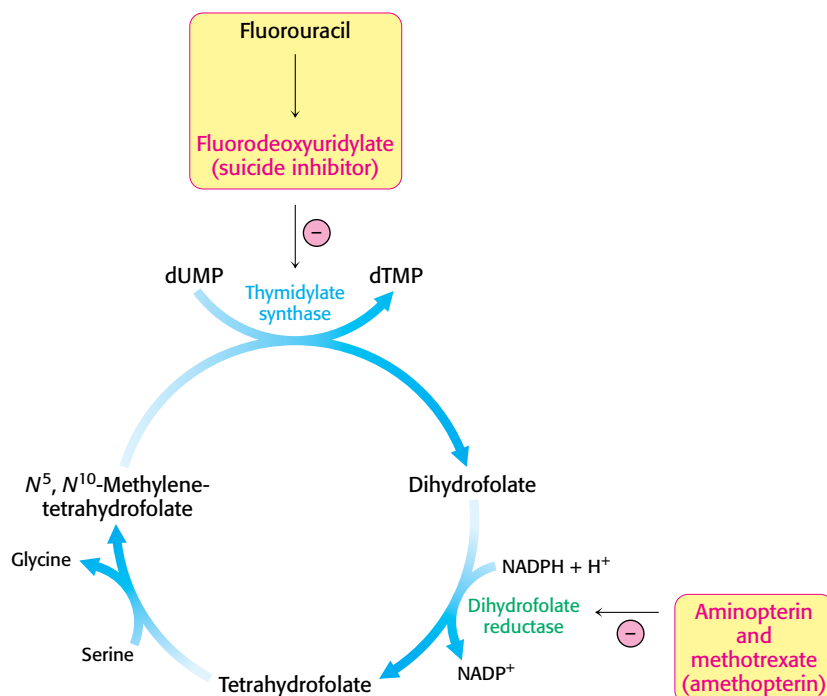 Fluorouracil
Fluorodeoxyuridylate
(suicide inhibitor)
−
dUMP
dTMP
Thymidylate
synthase
N⁵, N¹⁰-Methylene-
tetrahydrofolate
Dihydrofolate
Glycine
NADPH + H⁺
Dihydrofolate
reductase
−
Aminopterin
and
methotrexate
(amethopterin)
Serine
Tetrahydrofolate
NADP⁺